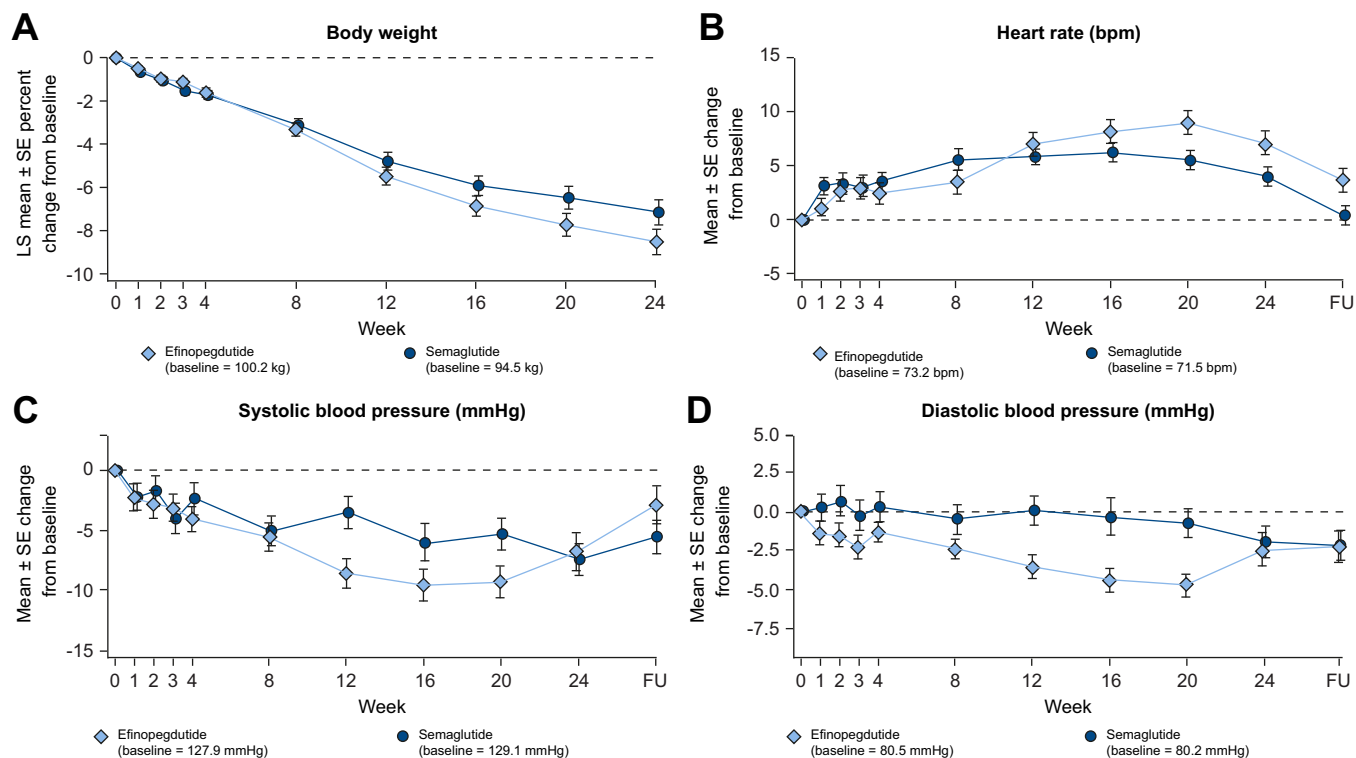 A
Body weight
LS mean ± SE percent
change from baseline
0
-2
-4
-6
-8
-10
0 1 2 3 4 8 12 16 20 24
Week
Efinopegdutide
(baseline = 100.2 kg)
Semaglutide
(baseline = 94.5 kg)
B
Heart rate (bpm)
Mean ± SE change
from baseline
15
10
5
0
-5
0 1 2 3 4 8 12 16 20 24 FU
Week
Efinopegdutide
(baseline = 73.2 bpm)
Semaglutide
(baseline = 71.5 bpm)
C
Systolic blood pressure (mmHg)
Mean ± SE change
from baseline
0
-5
-10
-15
0 1 2 3 4 8 12 16 20 24 FU
Week
Efinopegdutide
(baseline = 127.9 mmHg)
Semaglutide
(baseline = 129.1 mmHg)
D
Diastolic blood pressure (mmHg)
Mean ± SE change
from baseline
5.0
2.5
0.0
-2.5
-5.0
-7.5
0 1 2 3 4 8 12 16 20 24 FU
Week
Efinopegdutide
(baseline = 80.5 mmHg)
Semaglutide
(baseline = 80.2 mmHg)